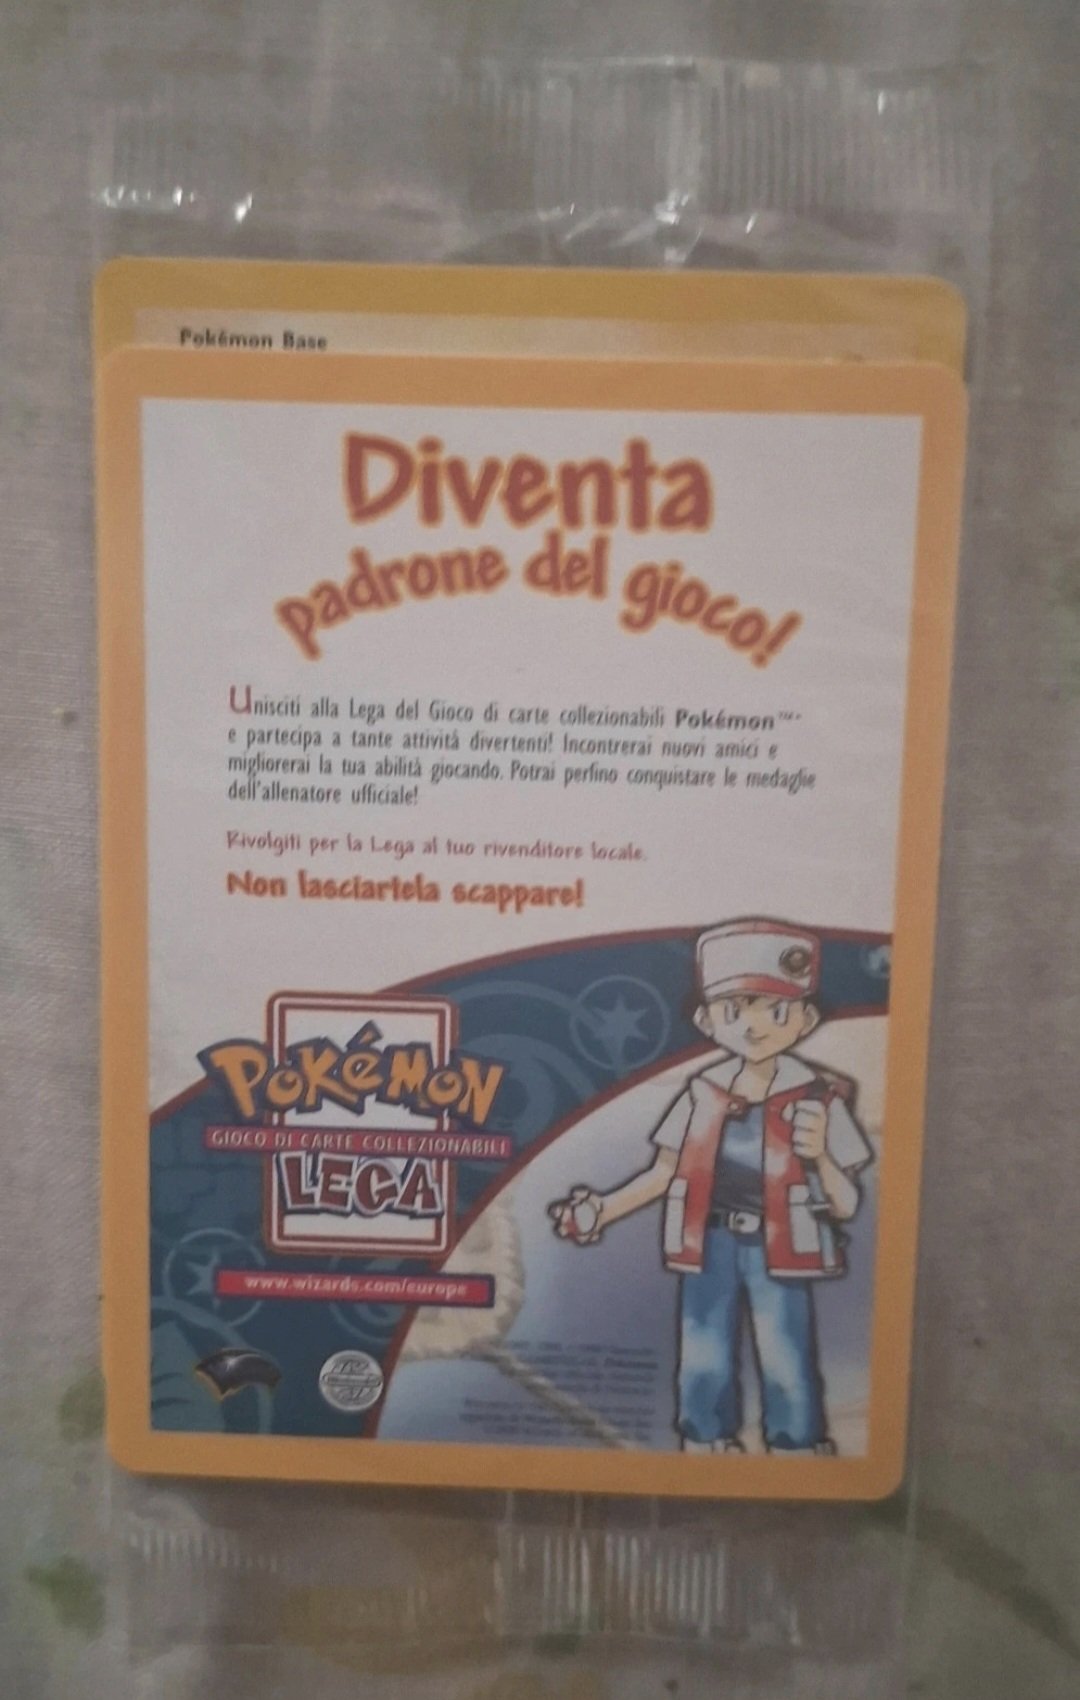 Pokémon Base
Diventa
padrone del gioco!
Unisciti alla Lega del Gioco di carte collezionabili Pokémon™
e partecipa a tante attività divertenti! Incontrerai nuovi amici e
migliorerai la tua abilità giocando. Potrai perfino conquistare le medaglie
dell'allenatore ufficiale!
Rivolgiti per la Lega al tuo rivenditore locale.
Non lasciartela scappare!
POKéMON
GIOCO DI CARTE COLLEZIONABILI
LEGA
www.wizards.com/europe